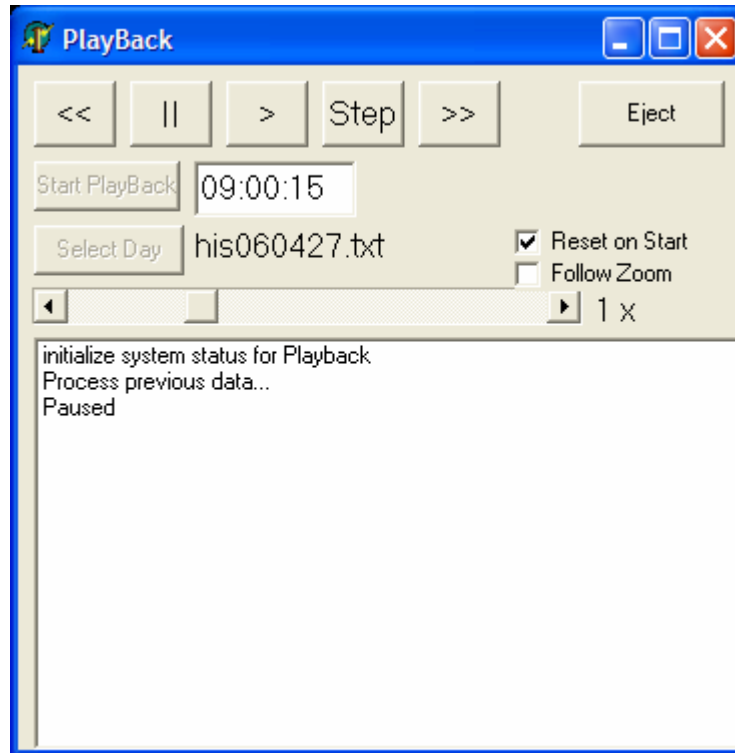 PlayBack
<< || > Step >> Eject
Start PlayBack 09:00:15
Select Day his060427.txt Reset on Start
Follow Zoom
1 x
initialize system status for Playback
Process previous data...
Paused